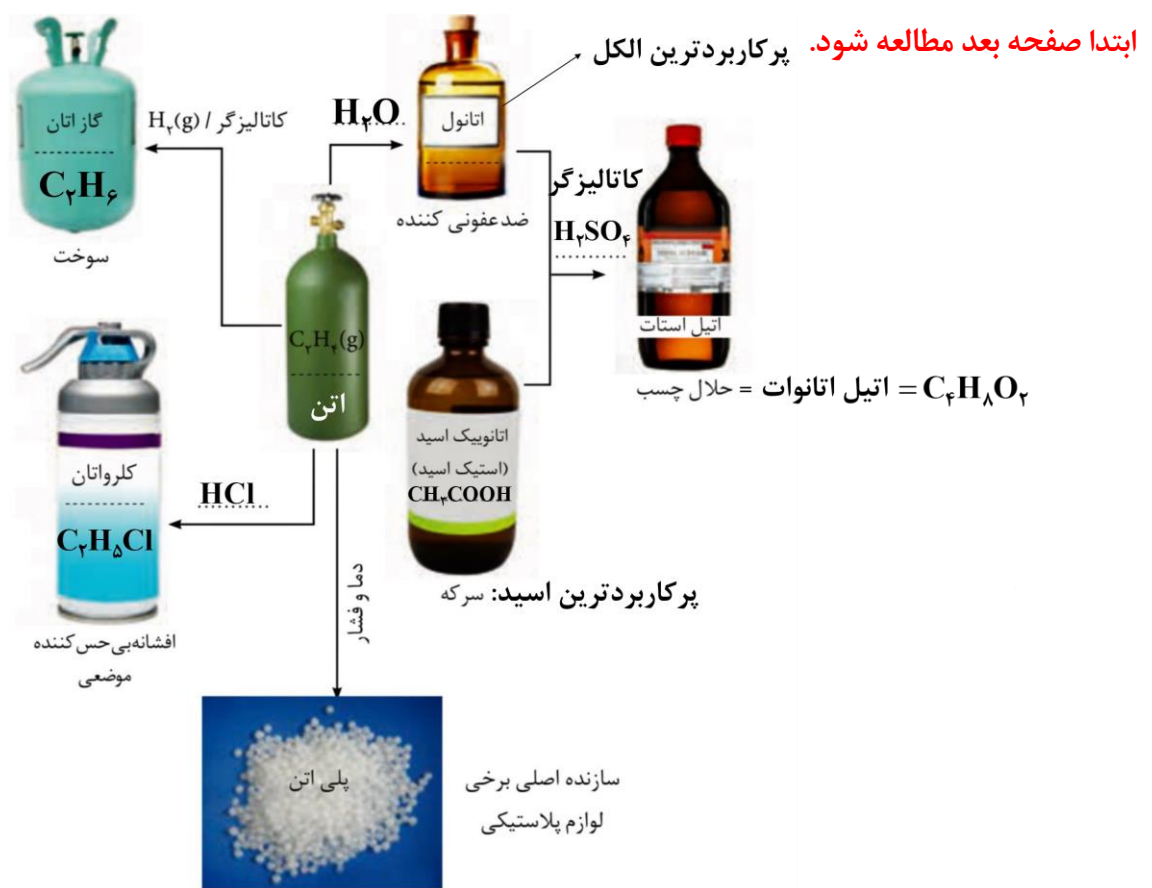 ابتدا صفحه بعد مطالعه شود.
پرکاربردترین الکل
گاز اتان
C₂H₆
سوخت
H₂(g) / کاتالیزگر
H₂O
اتانول
ضدعفونی کننده
کاتالیزگر
H₂SO₄
اتیل استات
C₄H₈O₂ = اتیل اتانوات = حلال چسب
C₂H₄(g)
اتن
اتانوییک اسید
(استیک اسید)
CH₃COOH
پرکاربردترین اسید: سرکه
کلرواتان
C₂H₅Cl
HCl
افشانه‌بی‌حس‌کننده
موضعی
دما و فشار
پلی اتن
سازنده اصلی برخی
لوازم پلاستیکی